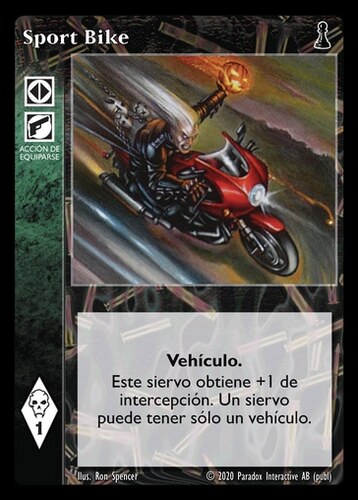 Sport Bike
ACCIÓN DE
EQUIPARSE
Vehículo.
Este siervo obtiene +1 de
intercepción. Un siervo
puede tener sólo un vehículo.
1
Ilus. Ron Spencer
© 2020 Paradox Interactive AB (publ)